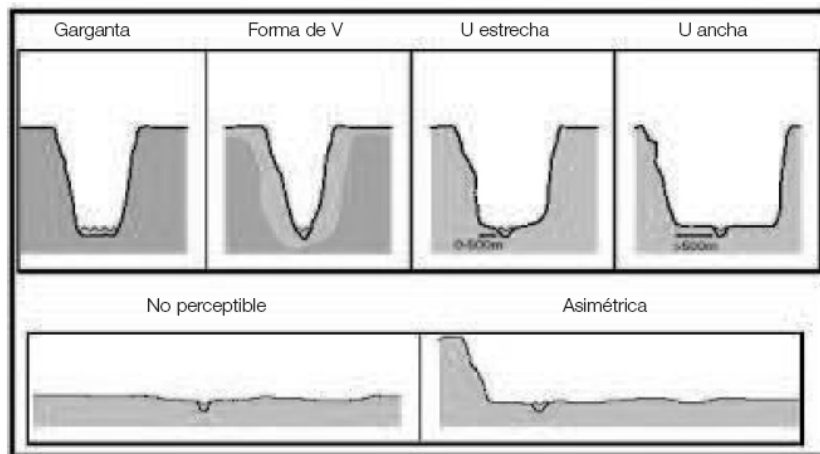 Garganta Forma de V U estrecha U ancha
0-500m >500m
No perceptible Asimétrica